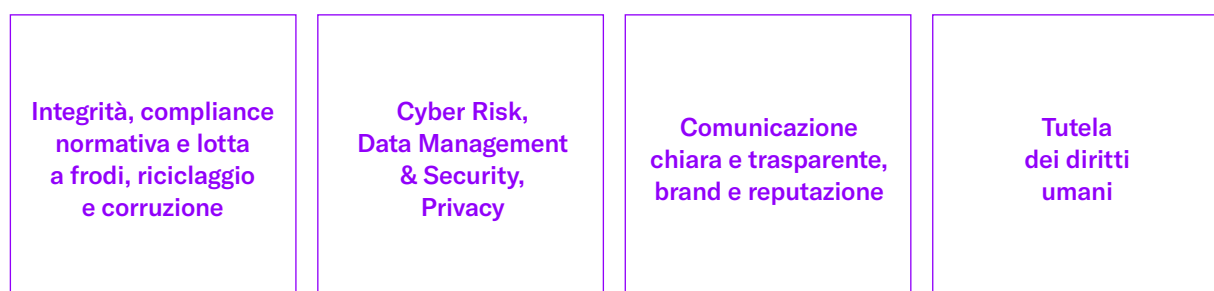 Integrità, compliance
normativa e lotta
a frodi, riciclaggio
e corruzione
Cyber Risk,
Data Management
& Security,
Privacy
Comunicazione
chiara e trasparente,
brand e reputazione
Tutela
dei diritti
umani